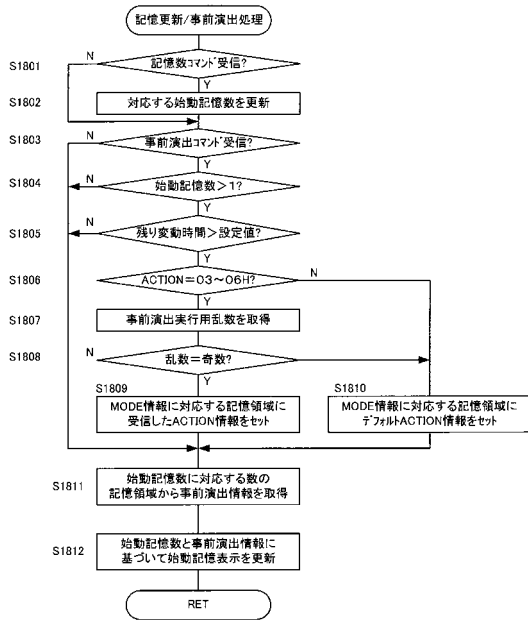 記憶更新/事前演出処理
S1801
N
記憶数コマンド受信?
Y
S1802
対応する始動記憶数を更新
S1803
N
事前演出コマンド受信?
Y
S1804
N
始動記憶数>1?
Y
S1805
N
残り変動時間>設定値?
Y
S1806
ACTION=03~06H?
N
Y
S1807
事前演出実行用乱数を取得
S1808
N
乱数=奇数?
Y
S1809
MODE情報に対応する記憶領域に
受信したACTION情報をセット
S1810
MODE情報に対応する記憶領域に
デフォルトACTION情報をセット
S1811
始動記憶数に対応する数の
記憶領域から事前演出情報を取得
S1812
始動記憶数と事前演出情報に
基づいて始動記憶表示を更新
RET